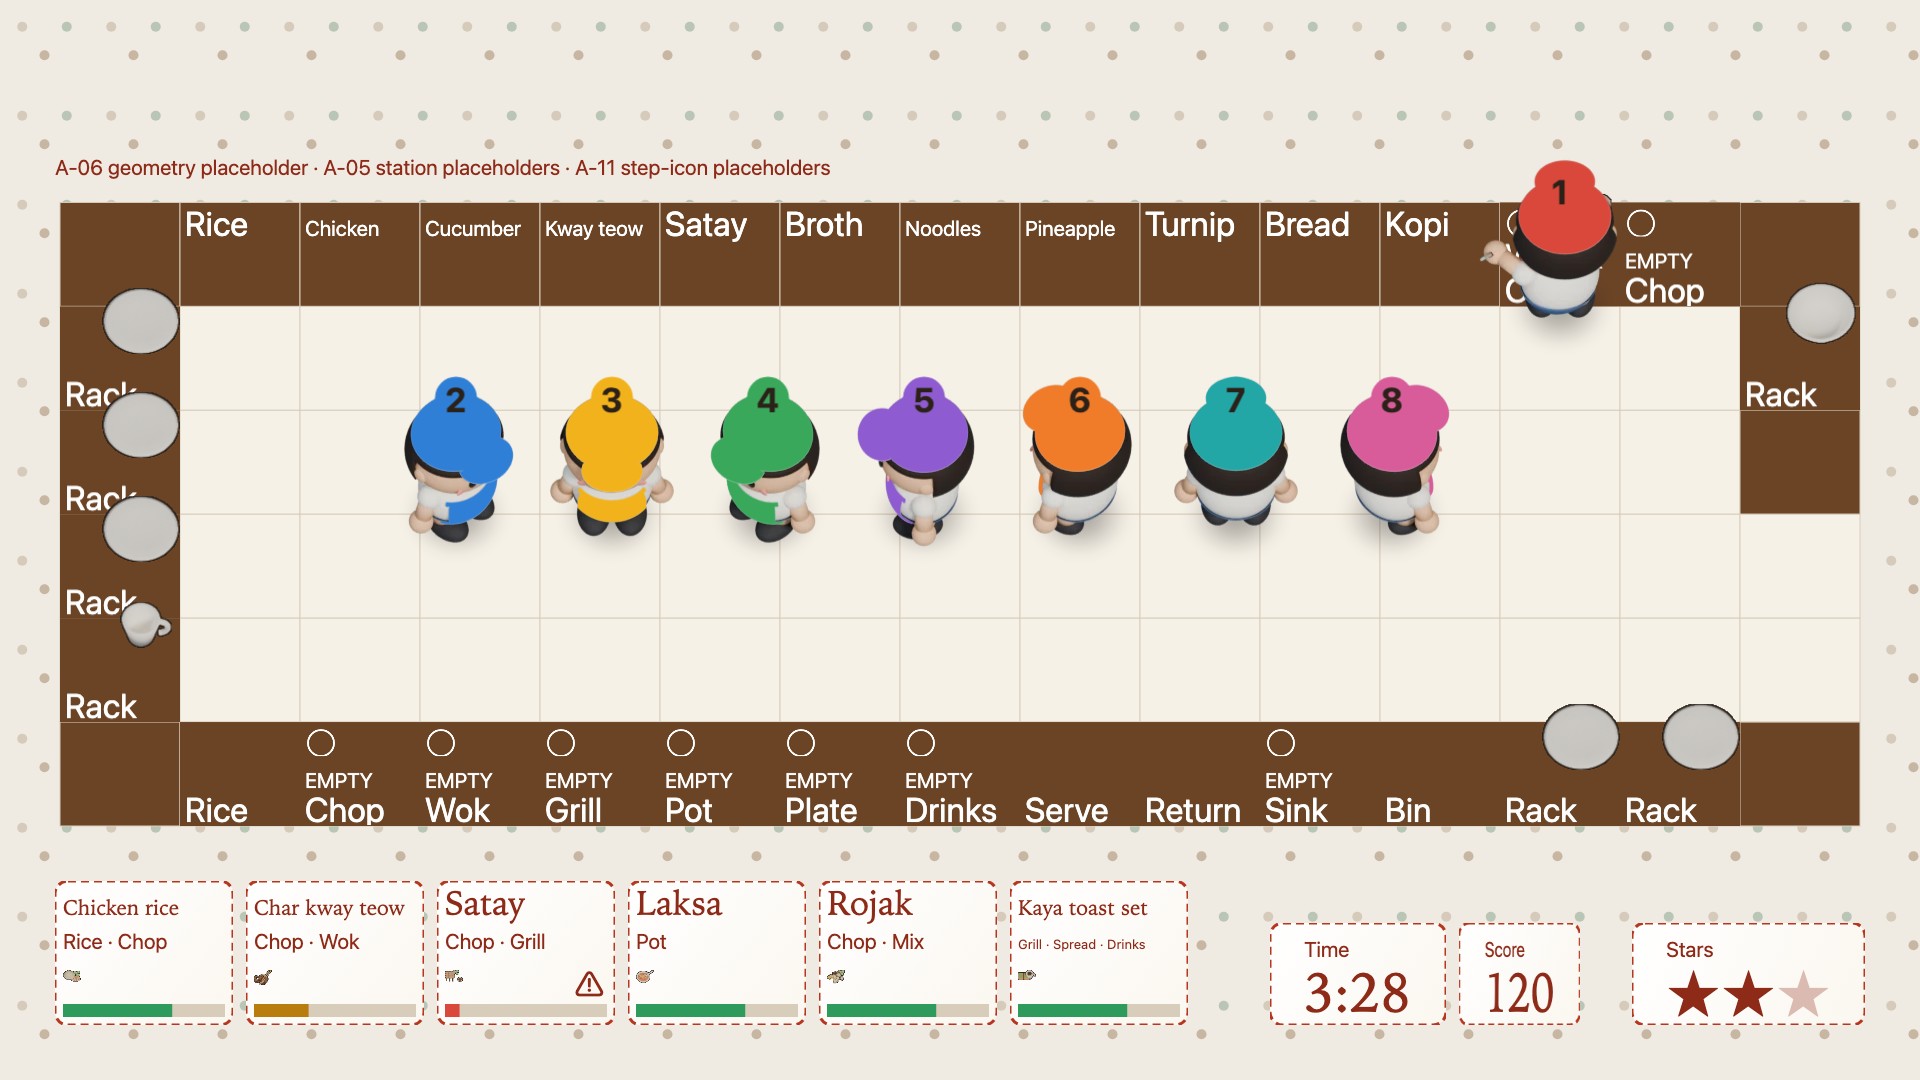 A-06 geometry placeholder · A-05 station placeholders · A-11 step-icon placeholders
1
Rice Chicken Cucumber Kway teow Satay Broth Noodles Pineapple Turnip Bread Kopi
EMPTY
Chop
Rack Rack
2 3 4 5 6 7 8
Rack
Rack
Rack
EMPTY EMPTY EMPTY EMPTY EMPTY EMPTY EMPTY
Rice Chop Wok Grill Pot Plate Drinks Serve Return Sink Bin Rack Rack
Chicken rice
Rice · Chop
Char kway teow
Chop · Wok
Satay
Chop · Grill
Laksa
Pot
Rojak
Chop · Mix
Kaya toast set
Grill · Spread · Drinks
Time
3:28
Score
120
Stars